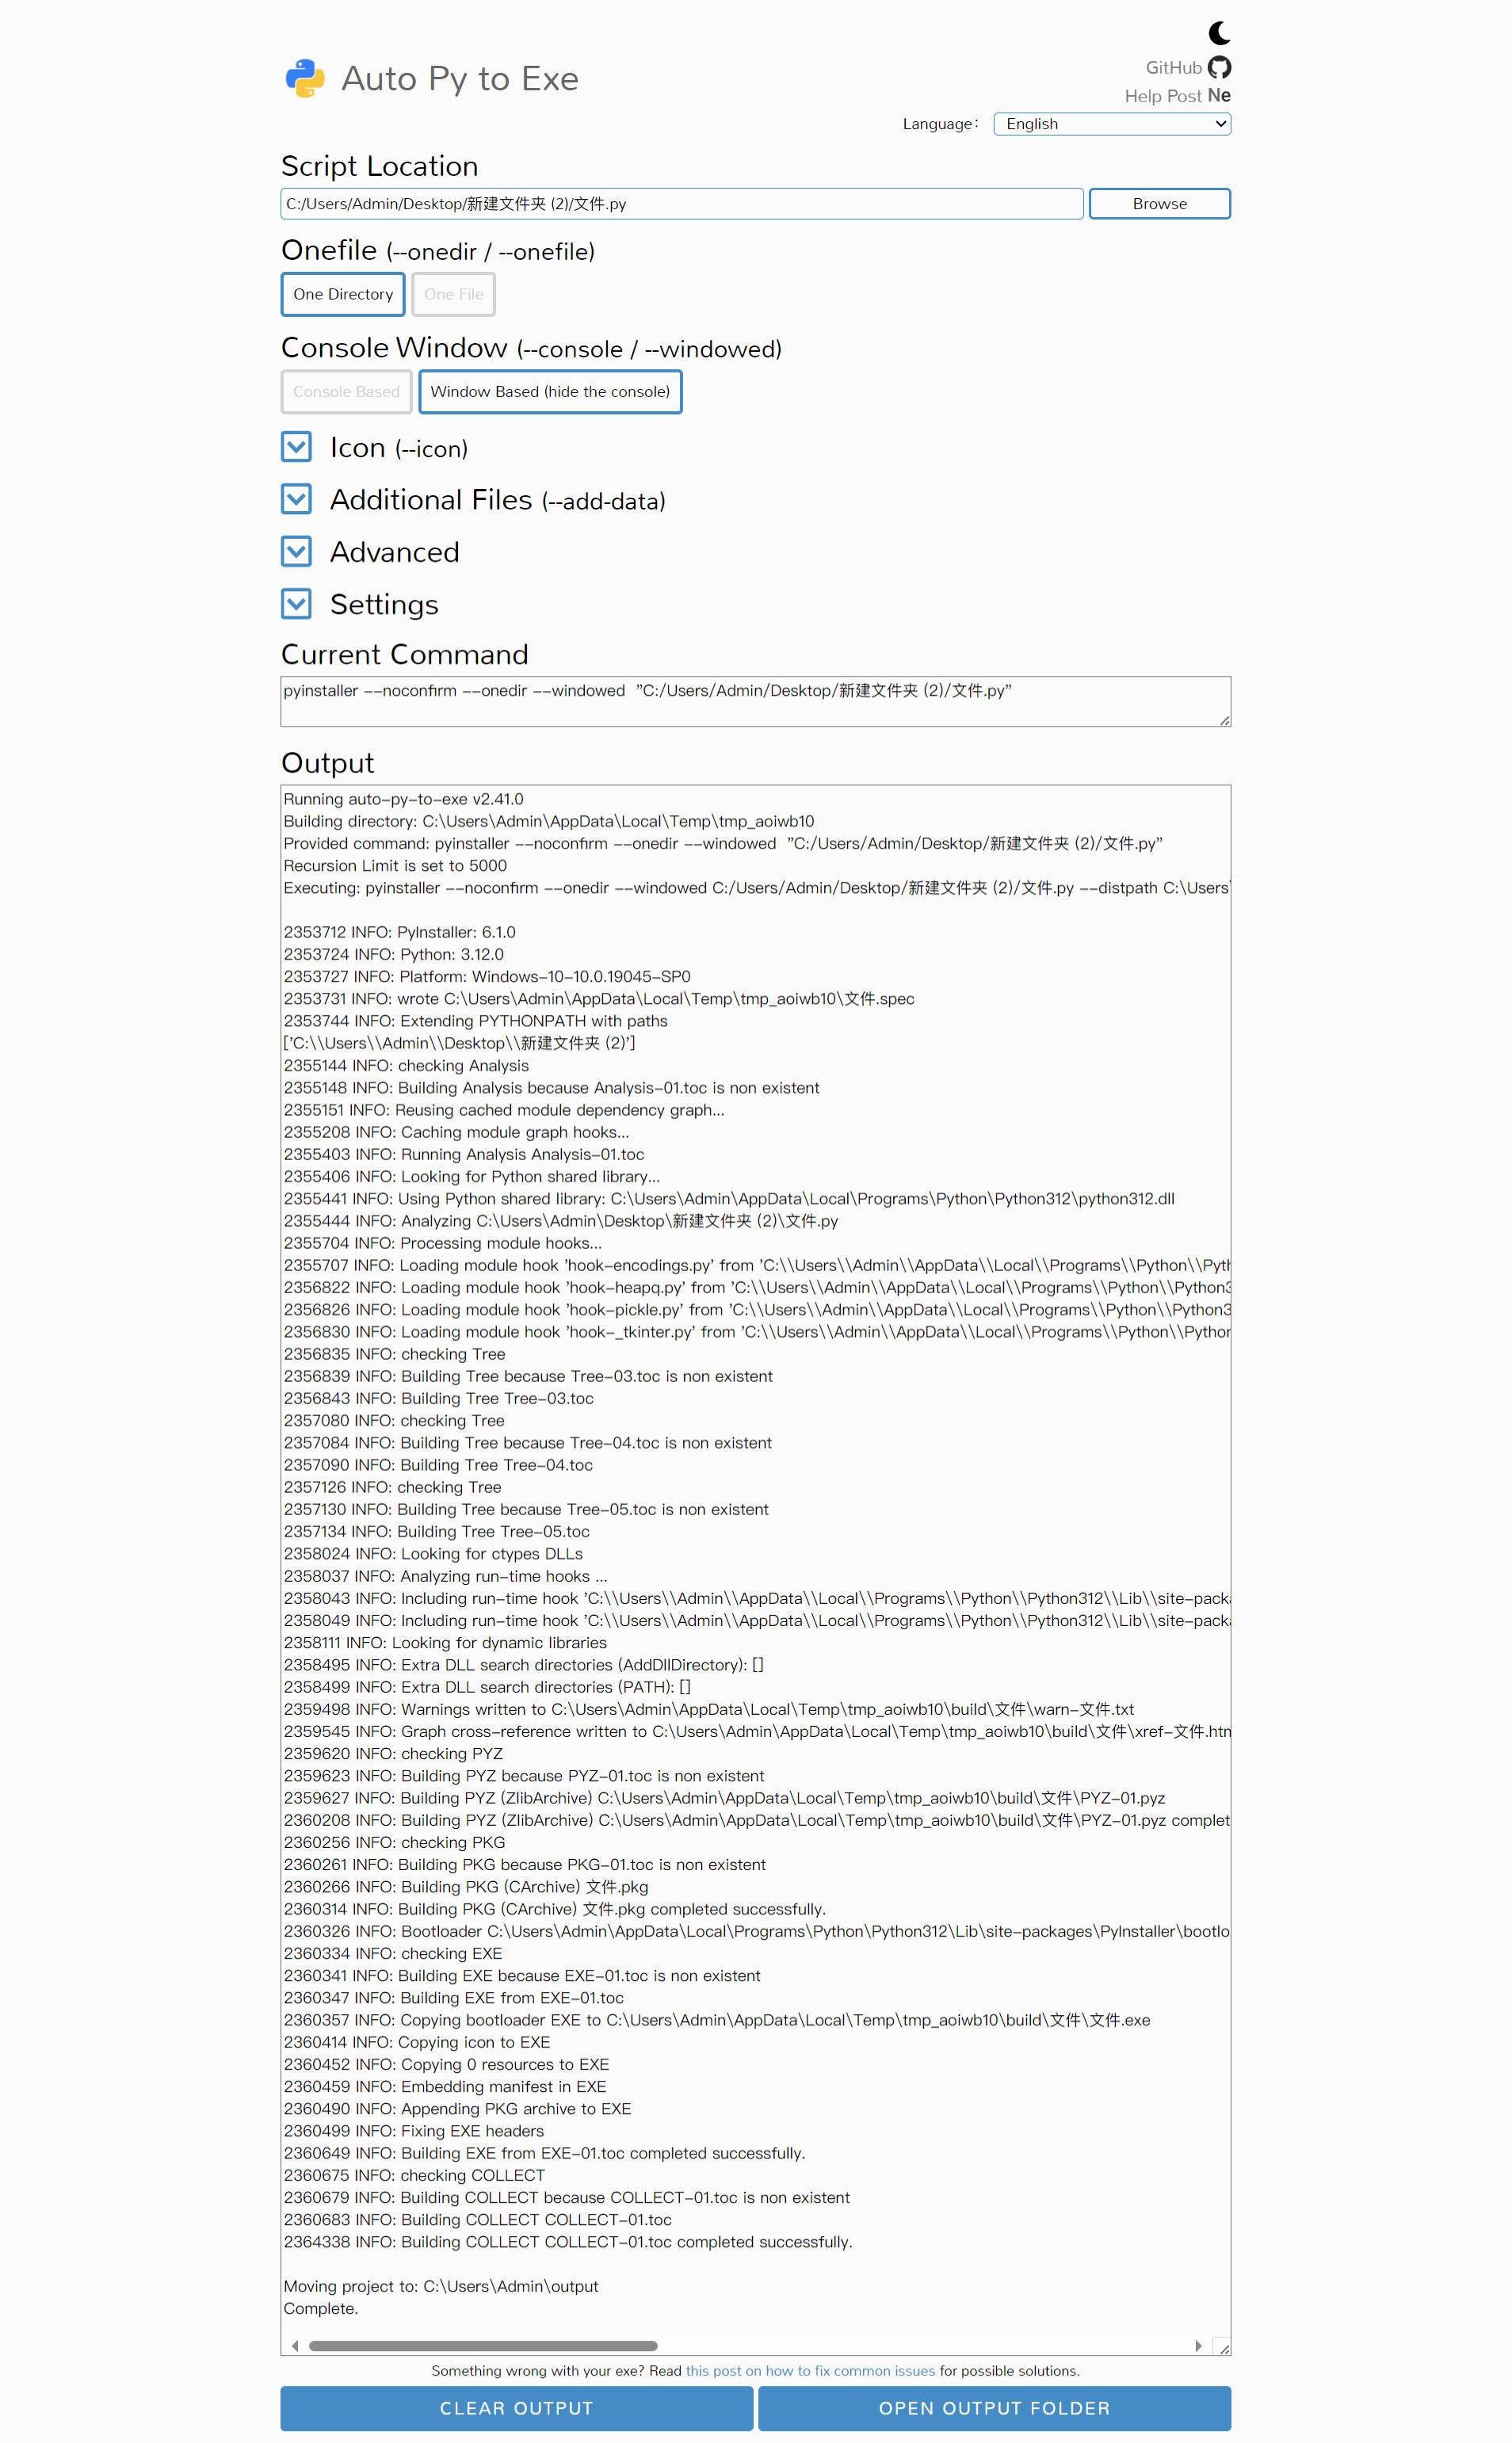 Auto Py to Exe
GitHub
Help Post Ne
Language: English
Script Location
C:/Users/Admin/Desktop/新建文件夹 (2)/文件.py
Browse
Onefile (--onedir / --onefile)
One Directory
One File
Console Window (--console / --windowed)
Console Based
Window Based (hide the console)
Icon (--icon)
Additional Files (--add-data)
Advanced
Settings
Current Command
pyinstaller --noconfirm --onedir --windowed  "C:/Users/Admin/Desktop/新建文件夹 (2)/文件.py"
Output
Running auto-py-to-exe v2.41.0
Building directory: C:\Users\Admin\AppData\Local\Temp\tmp_aoiwb10
Provided command: pyinstaller --noconfirm --onedir --windowed  "C:/Users/Admin/Desktop/新建文件夹 (2)/文件.py"
Recursion Limit is set to 5000
Executing: pyinstaller --noconfirm --onedir --windowed C:/Users/Admin/Desktop/新建文件夹 (2)/文件.py --distpath C:\Users\
2353712 INFO: PyInstaller: 6.1.0
2353724 INFO: Python: 3.12.0
2353727 INFO: Platform: Windows-10-10.0.19045-SP0
2353731 INFO: wrote C:\Users\Admin\AppData\Local\Temp\tmp_aoiwb10\文件.spec
2353744 INFO: Extending PYTHONPATH with paths
['C:\\Users\\Admin\\Desktop\\新建文件夹 (2)']
2355144 INFO: checking Analysis
2355148 INFO: Building Analysis because Analysis-01.toc is non existent
2355151 INFO: Reusing cached module dependency graph...
2355208 INFO: Caching module graph hooks...
2355403 INFO: Running Analysis Analysis-01.toc
2355406 INFO: Looking for Python shared library...
2355441 INFO: Using Python shared library: C:\Users\Admin\AppData\Local\Programs\Python\Python312\python312.dll
2355444 INFO: Analyzing C:\Users\Admin\Desktop\新建文件夹 (2)\文件.py
2355704 INFO: Processing module hooks...
2355707 INFO: Loading module hook 'hook-encodings.py' from 'C:\\Users\\Admin\\AppData\\Local\\Programs\\Python\\Pyth
2356822 INFO: Loading module hook 'hook-heapq.py' from 'C:\\Users\\Admin\\AppData\\Local\\Programs\\Python\\Python3
2356826 INFO: Loading module hook 'hook-pickle.py' from 'C:\\Users\\Admin\\AppData\\Local\\Programs\\Python\\Python3
2356830 INFO: Loading module hook 'hook-_tkinter.py' from 'C:\\Users\\Admin\\AppData\\Local\\Programs\\Python\\Python
2356835 INFO: checking Tree
2356839 INFO: Building Tree because Tree-03.toc is non existent
2356843 INFO: Building Tree Tree-03.toc
2357080 INFO: checking Tree
2357084 INFO: Building Tree because Tree-04.toc is non existent
2357090 INFO: Building Tree Tree-04.toc
2357126 INFO: checking Tree
2357130 INFO: Building Tree because Tree-05.toc is non existent
2357134 INFO: Building Tree Tree-05.toc
2358024 INFO: Looking for ctypes DLLs
2358037 INFO: Analyzing run-time hooks ...
2358043 INFO: Including run-time hook 'C:\\Users\\Admin\\AppData\\Local\\Programs\\Python\\Python312\\Lib\\site-packa
2358049 INFO: Including run-time hook 'C:\\Users\\Admin\\AppData\\Local\\Programs\\Python\\Python312\\Lib\\site-packa
2358111 INFO: Looking for dynamic libraries
2358495 INFO: Extra DLL search directories (AddDllDirectory): []
2358499 INFO: Extra DLL search directories (PATH): []
2359498 INFO: Warnings written to C:\Users\Admin\AppData\Local\Temp\tmp_aoiwb10\build\文件\warn-文件.txt
2359545 INFO: Graph cross-reference written to C:\Users\Admin\AppData\Local\Temp\tmp_aoiwb10\build\文件\xref-文件.htm
2359620 INFO: checking PYZ
2359623 INFO: Building PYZ because PYZ-01.toc is non existent
2359627 INFO: Building PYZ (ZlibArchive) C:\Users\Admin\AppData\Local\Temp\tmp_aoiwb10\build\文件\PYZ-01.pyz
2360208 INFO: Building PYZ (ZlibArchive) C:\Users\Admin\AppData\Local\Temp\tmp_aoiwb10\build\文件\PYZ-01.pyz complet
2360256 INFO: checking PKG
2360261 INFO: Building PKG because PKG-01.toc is non existent
2360266 INFO: Building PKG (CArchive) 文件.pkg
2360314 INFO: Building PKG (CArchive) 文件.pkg completed successfully.
2360326 INFO: Bootloader C:\Users\Admin\AppData\Local\Programs\Python\Python312\Lib\site-packages\PyInstaller\bootlo
2360334 INFO: checking EXE
2360341 INFO: Building EXE because EXE-01.toc is non existent
2360347 INFO: Building EXE from EXE-01.toc
2360357 INFO: Copying bootloader EXE to C:\Users\Admin\AppData\Local\Temp\tmp_aoiwb10\build\文件\文件.exe
2360414 INFO: Copying icon to EXE
2360452 INFO: Copying 0 resources to EXE
2360459 INFO: Embedding manifest in EXE
2360490 INFO: Appending PKG archive to EXE
2360499 INFO: Fixing EXE headers
2360649 INFO: Building EXE from EXE-01.toc completed successfully.
2360675 INFO: checking COLLECT
2360679 INFO: Building COLLECT because COLLECT-01.toc is non existent
2360683 INFO: Building COLLECT COLLECT-01.toc
2364338 INFO: Building COLLECT COLLECT-01.toc completed successfully.
Moving project to: C:\Users\Admin\output
Complete.
Something wrong with your exe? Read this post on how to fix common issues for possible solutions.
CLEAR OUTPUT
OPEN OUTPUT FOLDER